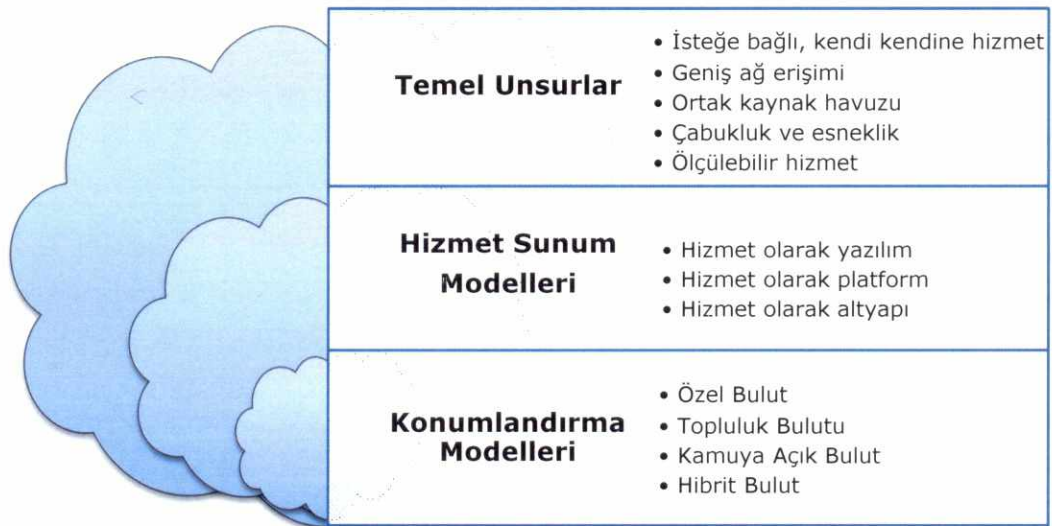 Temel Unsurlar
• İsteğe bağlı, kendi kendine hizmet
• Geniş ağ erişimi
• Ortak kaynak havuzu
• Çabukluk ve esneklik
• Ölçülebilir hizmet
Hizmet Sunum
Modelleri
• Hizmet olarak yazılım
• Hizmet olarak platform
• Hizmet olarak altyapı
Konumlandırma
Modelleri
• Özel Bulut
• Topluluk Bulutu
• Kamuya Açık Bulut
• Hibrit Bulut